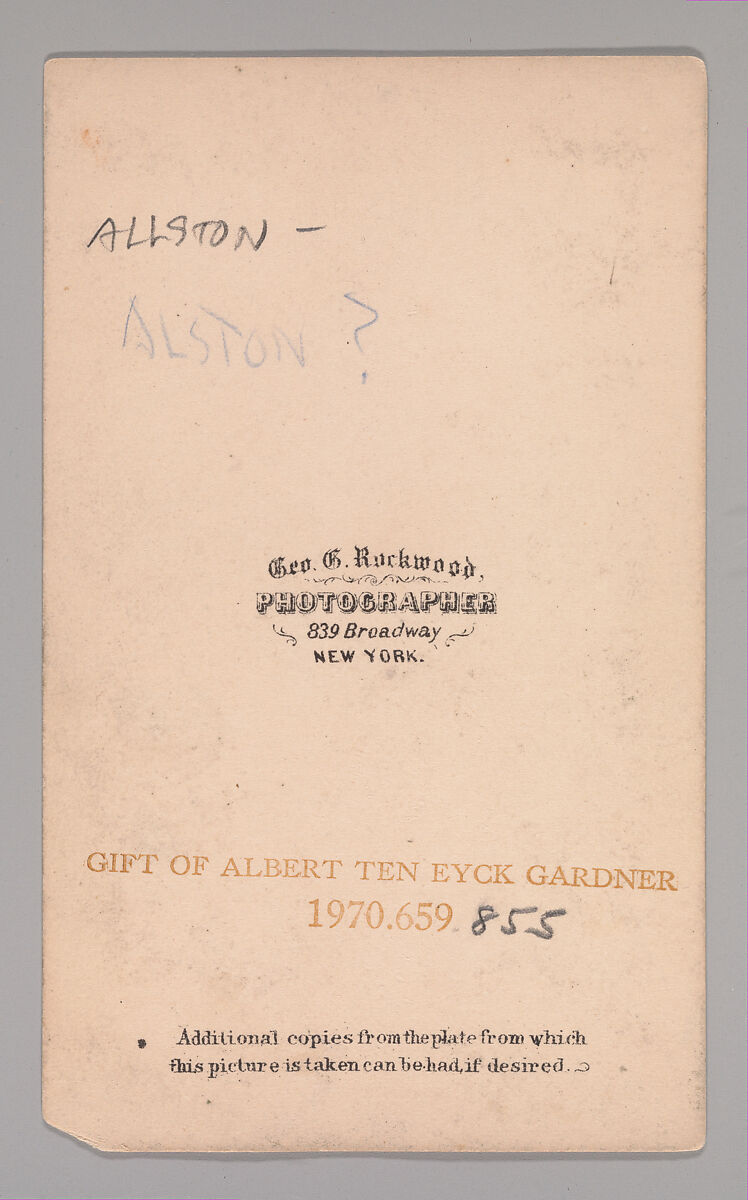 ALLSTON –
ALSTON ?
Geo. G. Rockwood,
PHOTOGRAPHER
839 Broadway
NEW YORK.
GIFT OF ALBERT TEN EYCK GARDNER
1970.659.855
Additional copies from the plate from which
this picture is taken can be had, if desired.